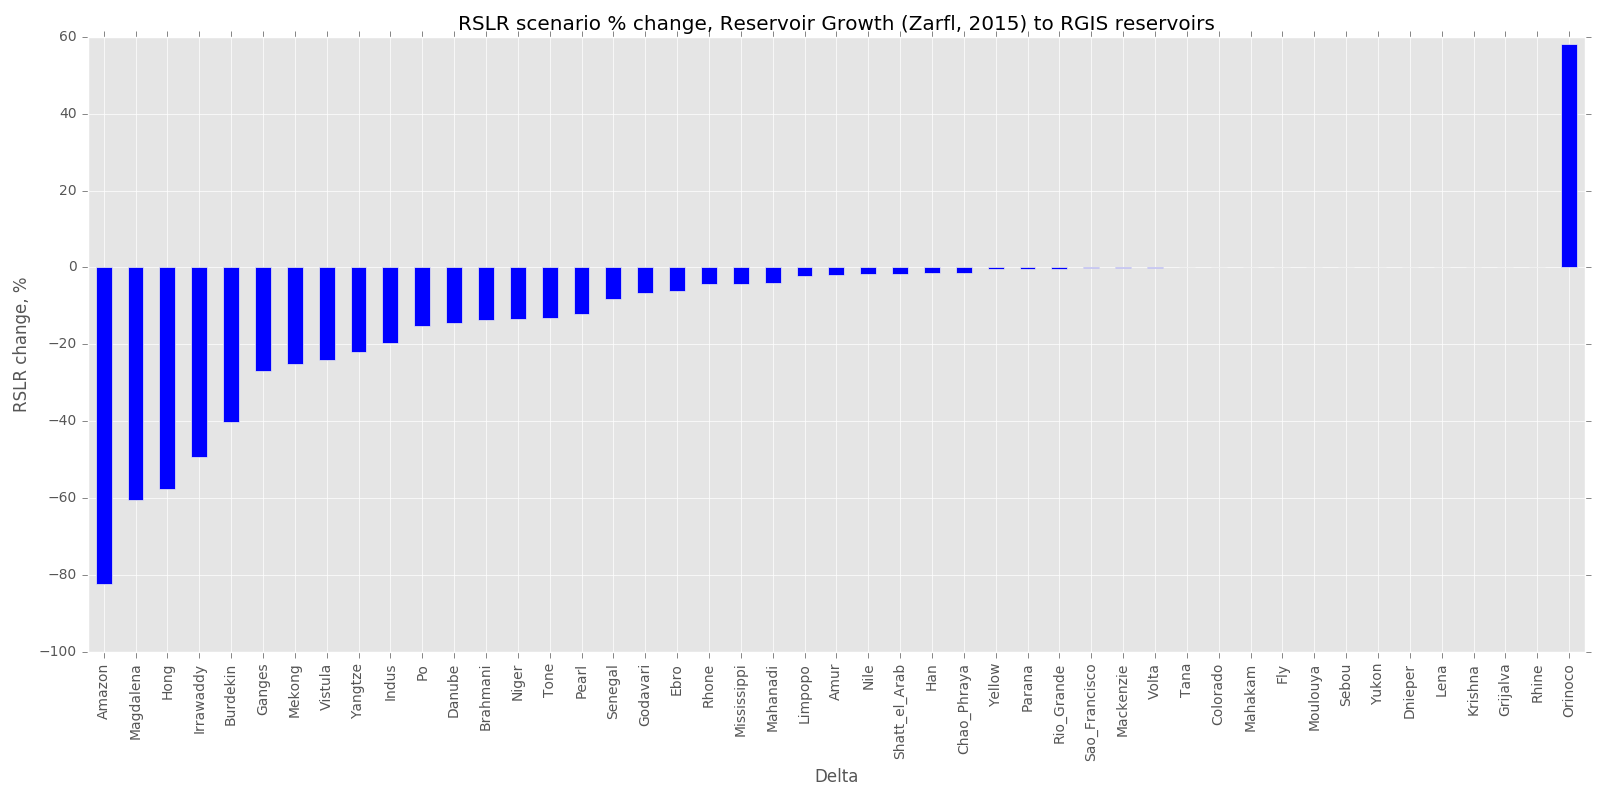 RSLR scenario % change, Reservoir Growth (Zarfl, 2015) to RGIS reservoirs
60
40
20
0
−20
−40
−60
−80
−100
RSLR change, %
Amazon
Magdalena
Hong
Irrawaddy
Burdekin
Ganges
Mekong
Vistula
Yangtze
Indus
Po
Danube
Brahmani
Niger
Tone
Pearl
Senegal
Godavari
Ebro
Rhone
Mississippi
Mahanadi
Limpopo
Amur
Nile
Shatt_el_Arab
Han
Chao_Phraya
Yellow
Parana
Rio_Grande
Sao_Francisco
Mackenzie
Volta
Tana
Colorado
Mahakam
Fly
Moulouya
Sebou
Yukon
Dnieper
Lena
Krishna
Grijalva
Rhine
Orinoco
Delta